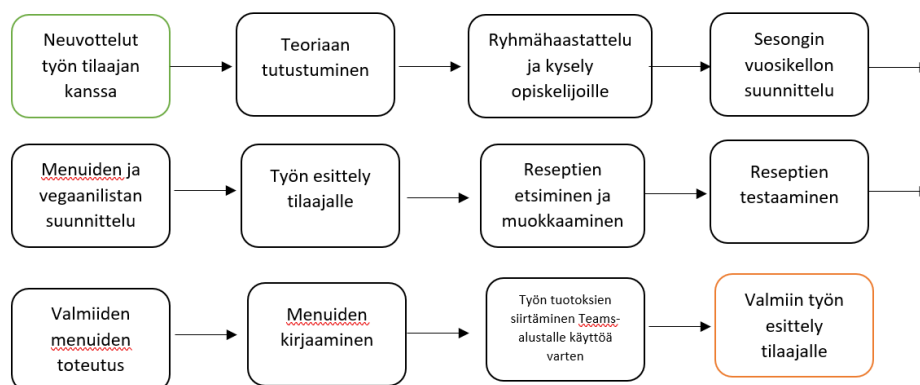 Neuvottelut
työn tilaajan
kanssa
Teoriaan
tutustuminen
Ryhmähaastattelu
ja kysely
opiskelijoille
Sesongin
vuosikellon
suunnittelu
Menuiden ja
vegaanilistan
suunnittelu
Työn esittely
tilaajalle
Reseptien
etsiminen ja
muokkaaminen
Reseptien
testaaminen
Valmiiden
menuiden
toteutus
Menuiden
kirjaaminen
Työn tuotoksien
siirtäminen Teams-
alustalle käyttöä
varten
Valmiin työn
esittely
tilaajalle